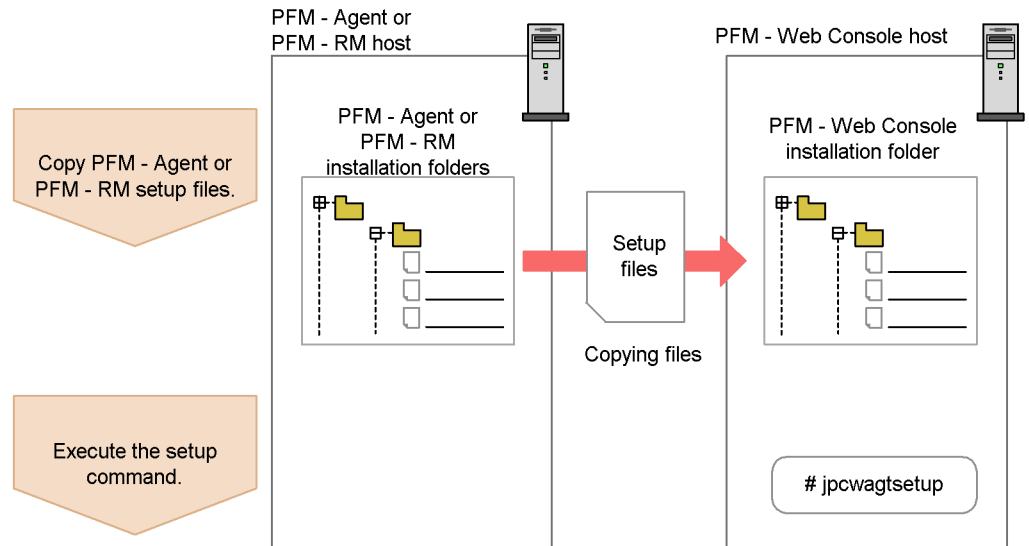 PFM - Agent or
PFM - RM host
PFM - Web Console host
Copy PFM - Agent or
PFM - RM setup files.
PFM - Agent or
PFM - RM
installation folders
PFM - Web Console
installation folder
Setup
files
Copying files
Execute the setup
command.
# jpcwagtsetup